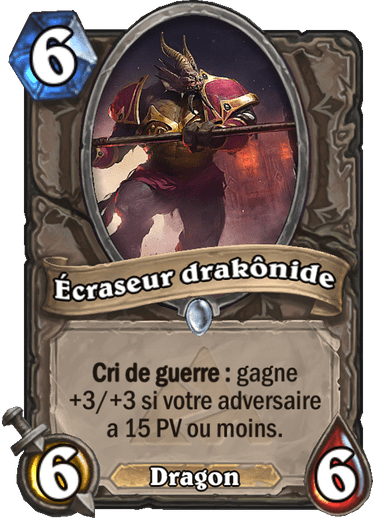 6
Écraseur drakônide
Cri de guerre : gagne
+3/+3 si votre adversaire
a 15 PV ou moins.
6
Dragon
6